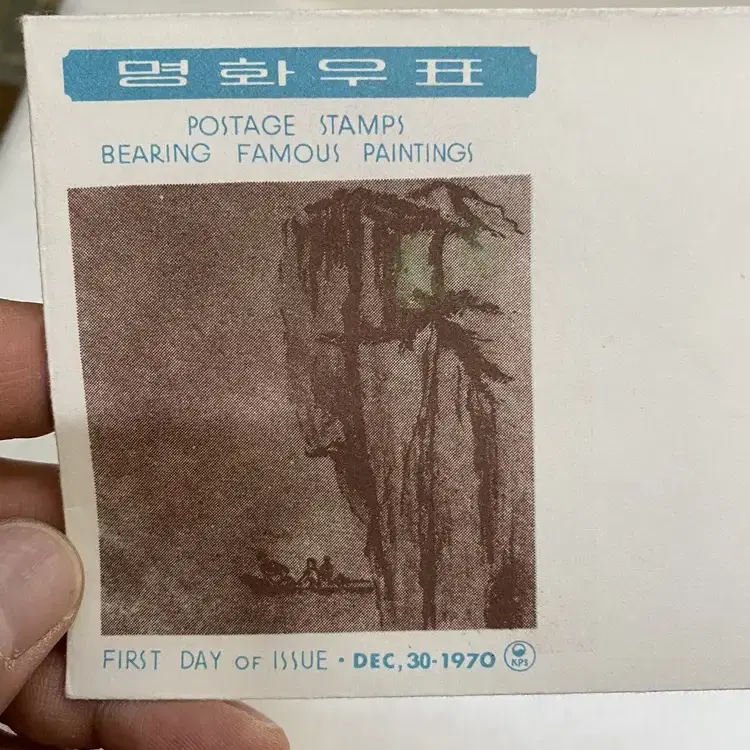 명화우표
POSTAGE STAMPS
BEARING FAMOUS PAINTINGS
FIRST DAY OF ISSUE • DEC, 30-1970
KPS